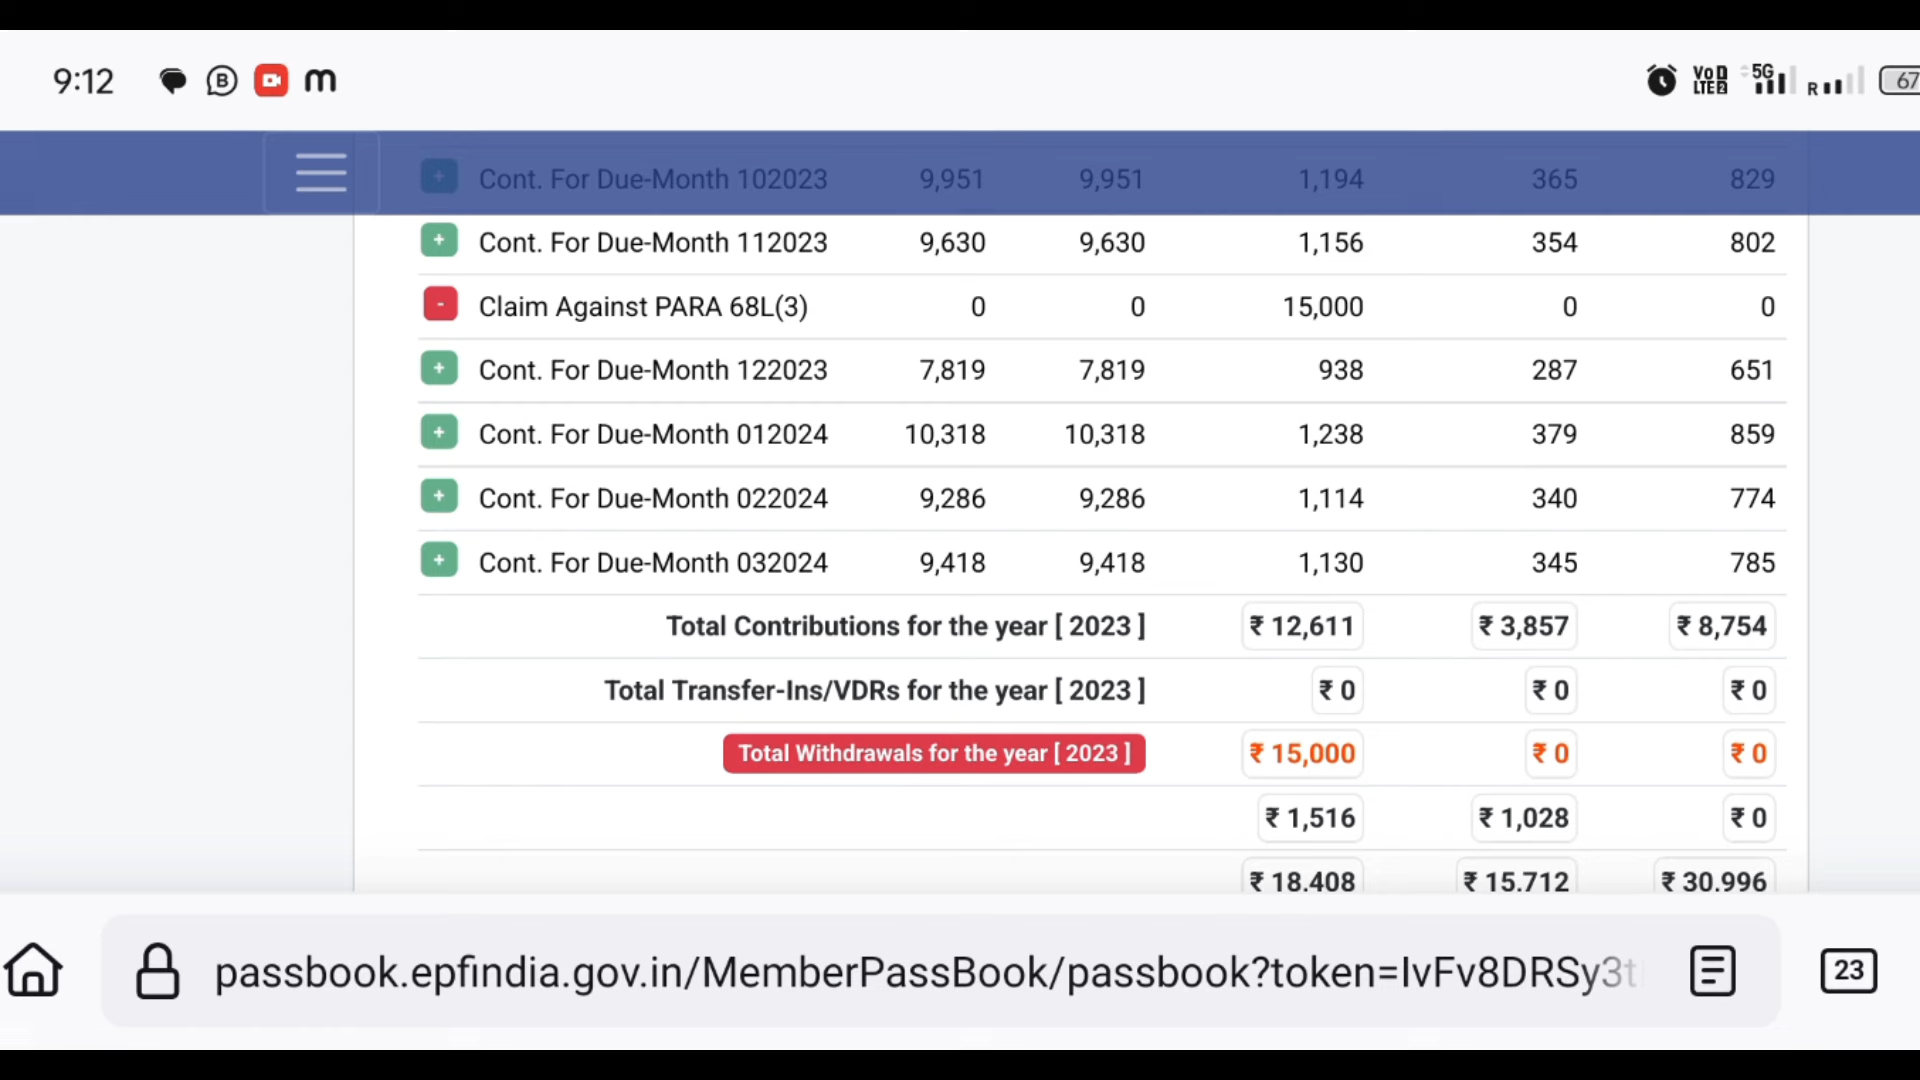 9:12 B m VoLTE 2 5G R 67
Cont. For Due-Month 102023 9,951 9,951 1,194 365 829
+ Cont. For Due-Month 112023 9,630 9,630 1,156 354 802
- Claim Against PARA 68L(3) 0 0 15,000 0 0
+ Cont. For Due-Month 122023 7,819 7,819 938 287 651
+ Cont. For Due-Month 012024 10,318 10,318 1,238 379 859
+ Cont. For Due-Month 022024 9,286 9,286 1,114 340 774
+ Cont. For Due-Month 032024 9,418 9,418 1,130 345 785
Total Contributions for the year [ 2023 ] ₹ 12,611 ₹ 3,857 ₹ 8,754
Total Transfer-Ins/VDRs for the year [ 2023 ] ₹ 0 ₹ 0 ₹ 0
Total Withdrawals for the year [ 2023 ] ₹ 15,000 ₹ 0 ₹ 0
₹ 1,516 ₹ 1,028 ₹ 0
₹ 18,408 ₹ 15,712 ₹ 30,996
passbook.epfindia.gov.in/MemberPassBook/passbook?token=IvFv8DRSy3t 23